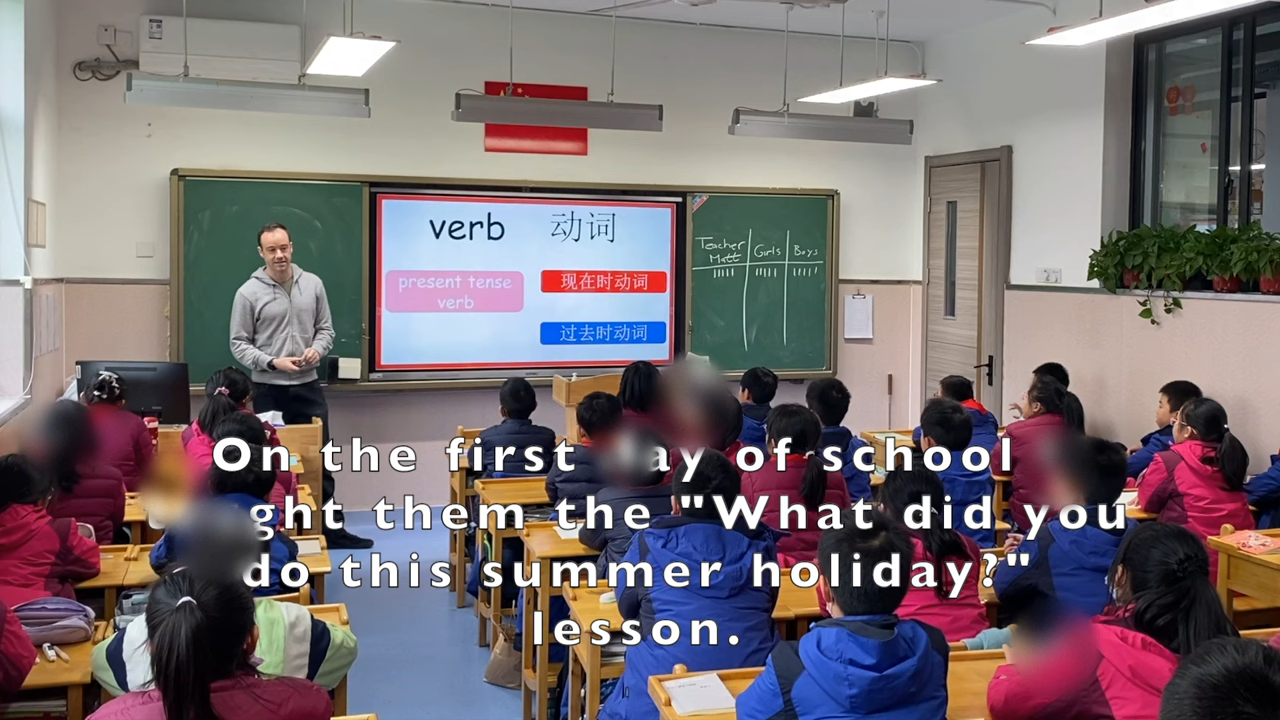 verb 动词
present tense
verb
现在时动词
过去时动词
Teacher
Matt
Girls
Boys
On the first ay of school
ght them the "What did you
do this summer holiday?"
lesson.